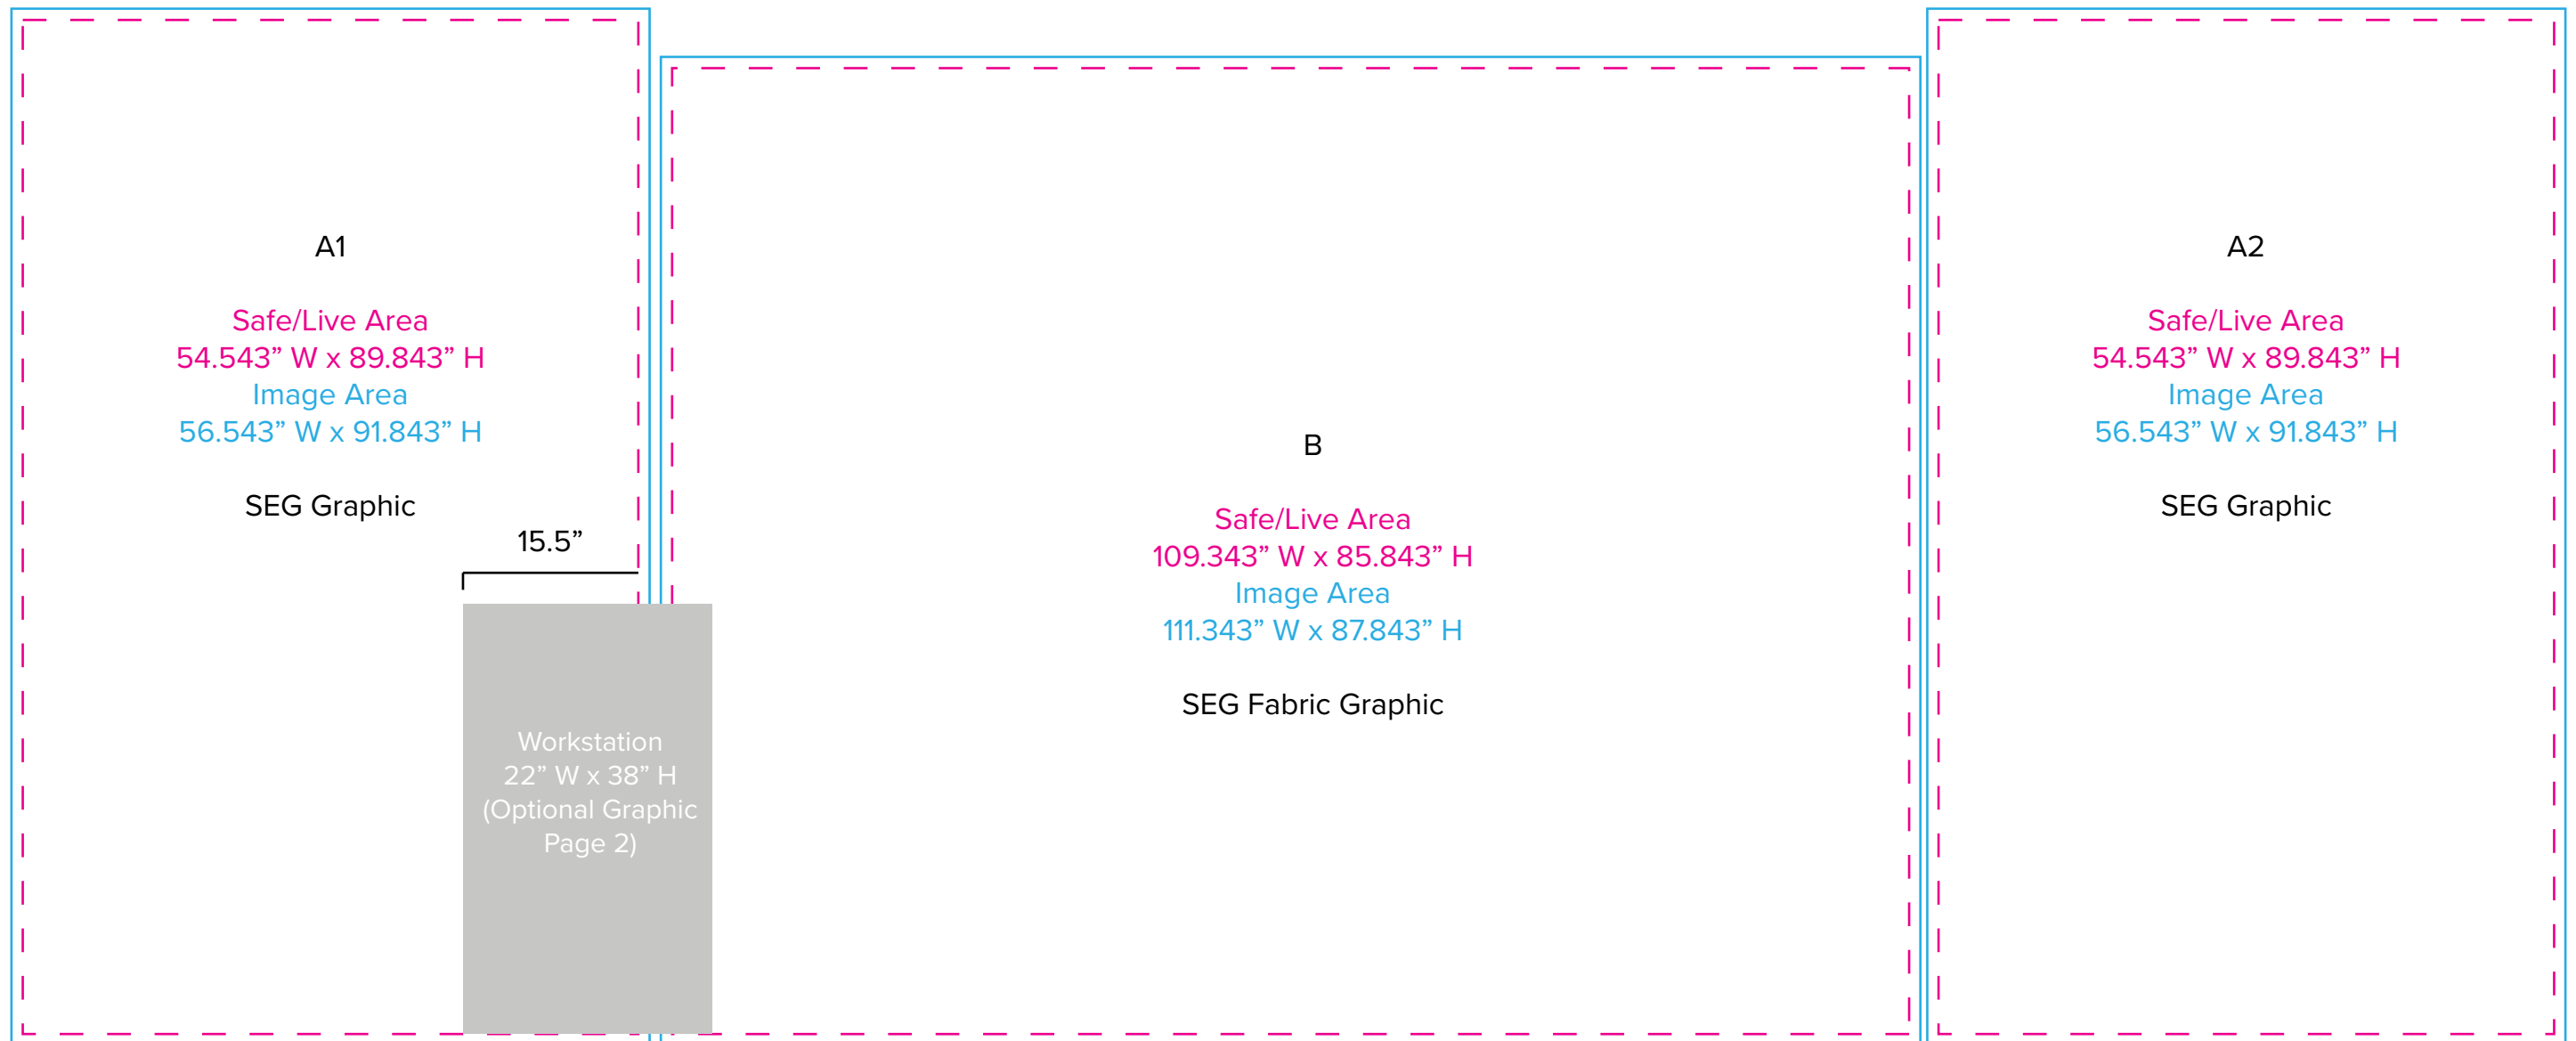 A1
Safe/Live Area
54.543” W x 89.843” H
Image Area
56.543” W x 91.843” H
SEG Graphic
15.5”
Workstation
22” W x 38” H
(Optional Graphic
Page 2)
B
Safe/Live Area
109.343” W x 85.843” H
Image Area
111.343” W x 87.843” H
SEG Fabric Graphic
A2
Safe/Live Area
54.543” W x 89.843” H
Image Area
56.543” W x 91.843” H
SEG Graphic